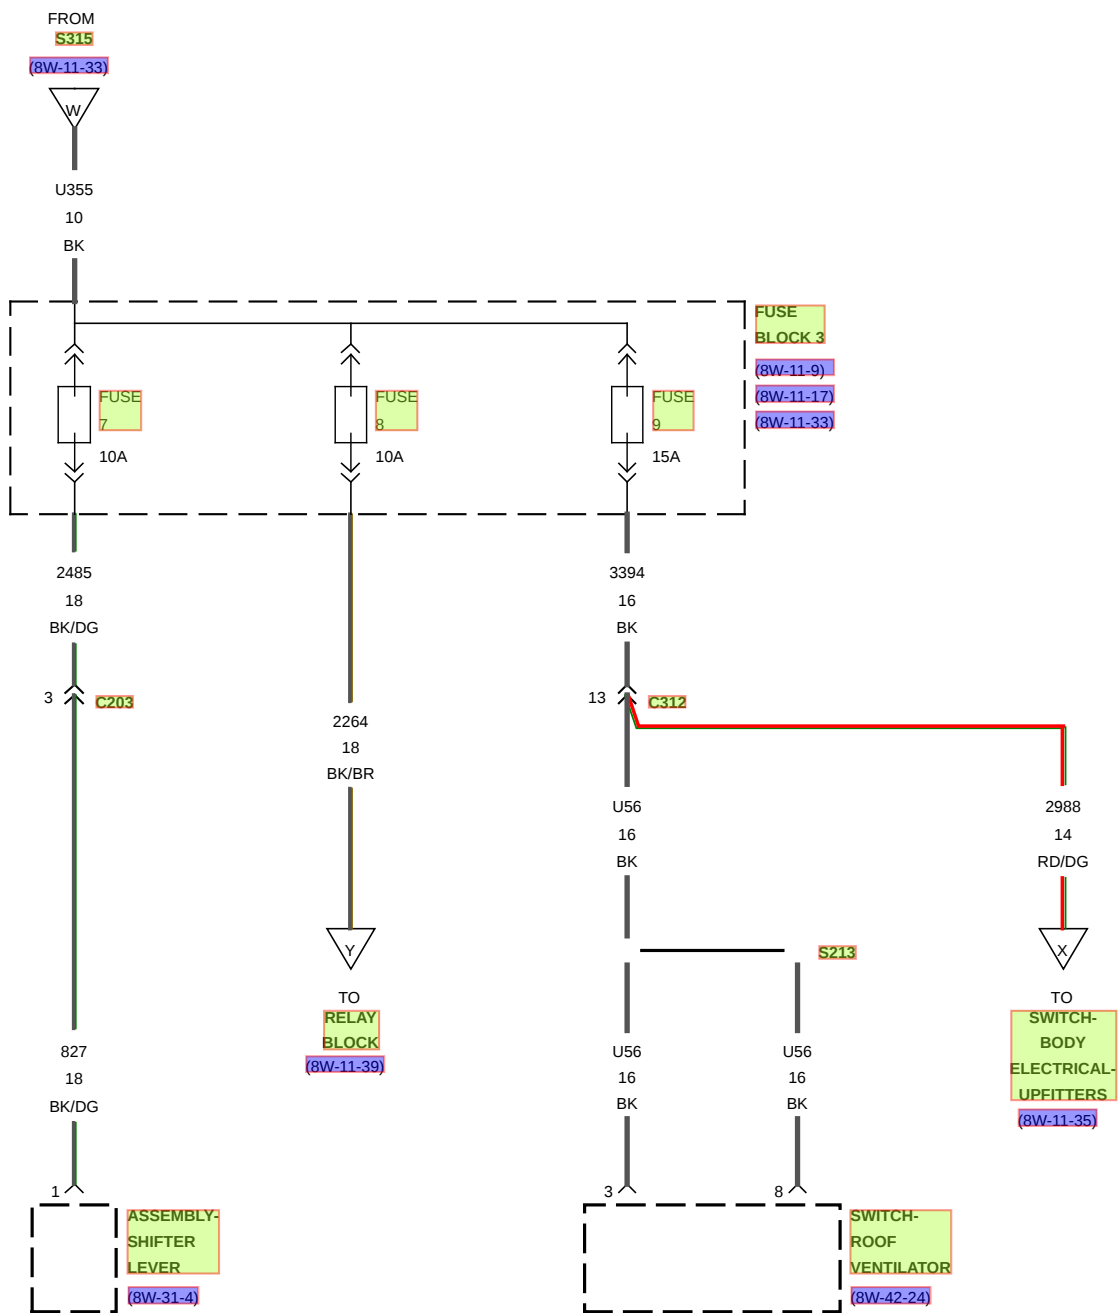 FROM
S315
(8W-11-33)
W
U355
10
BK
FUSE
BLOCK 3
(8W-11-9)
(8W-11-17)
(8W-11-33)
FUSE
7
10A
FUSE
8
10A
FUSE
9
15A
2485
18
BK/DG
3394
16
BK
3
C203
13
C312
2264
18
BK/BR
U56
16
BK
2988
14
RD/DG
Y
S213
X
TO
RELAY
BLOCK
(8W-11-39)
TO
SWITCH-
BODY
ELECTRICAL-
UPFITTERS
(8W-11-35)
827
18
BK/DG
U56
16
BK
U56
16
BK
1
3
8
ASSEMBLY-
SHIFTER
LEVER
(8W-31-4)
SWITCH-
ROOF
VENTILATOR
(8W-42-24)